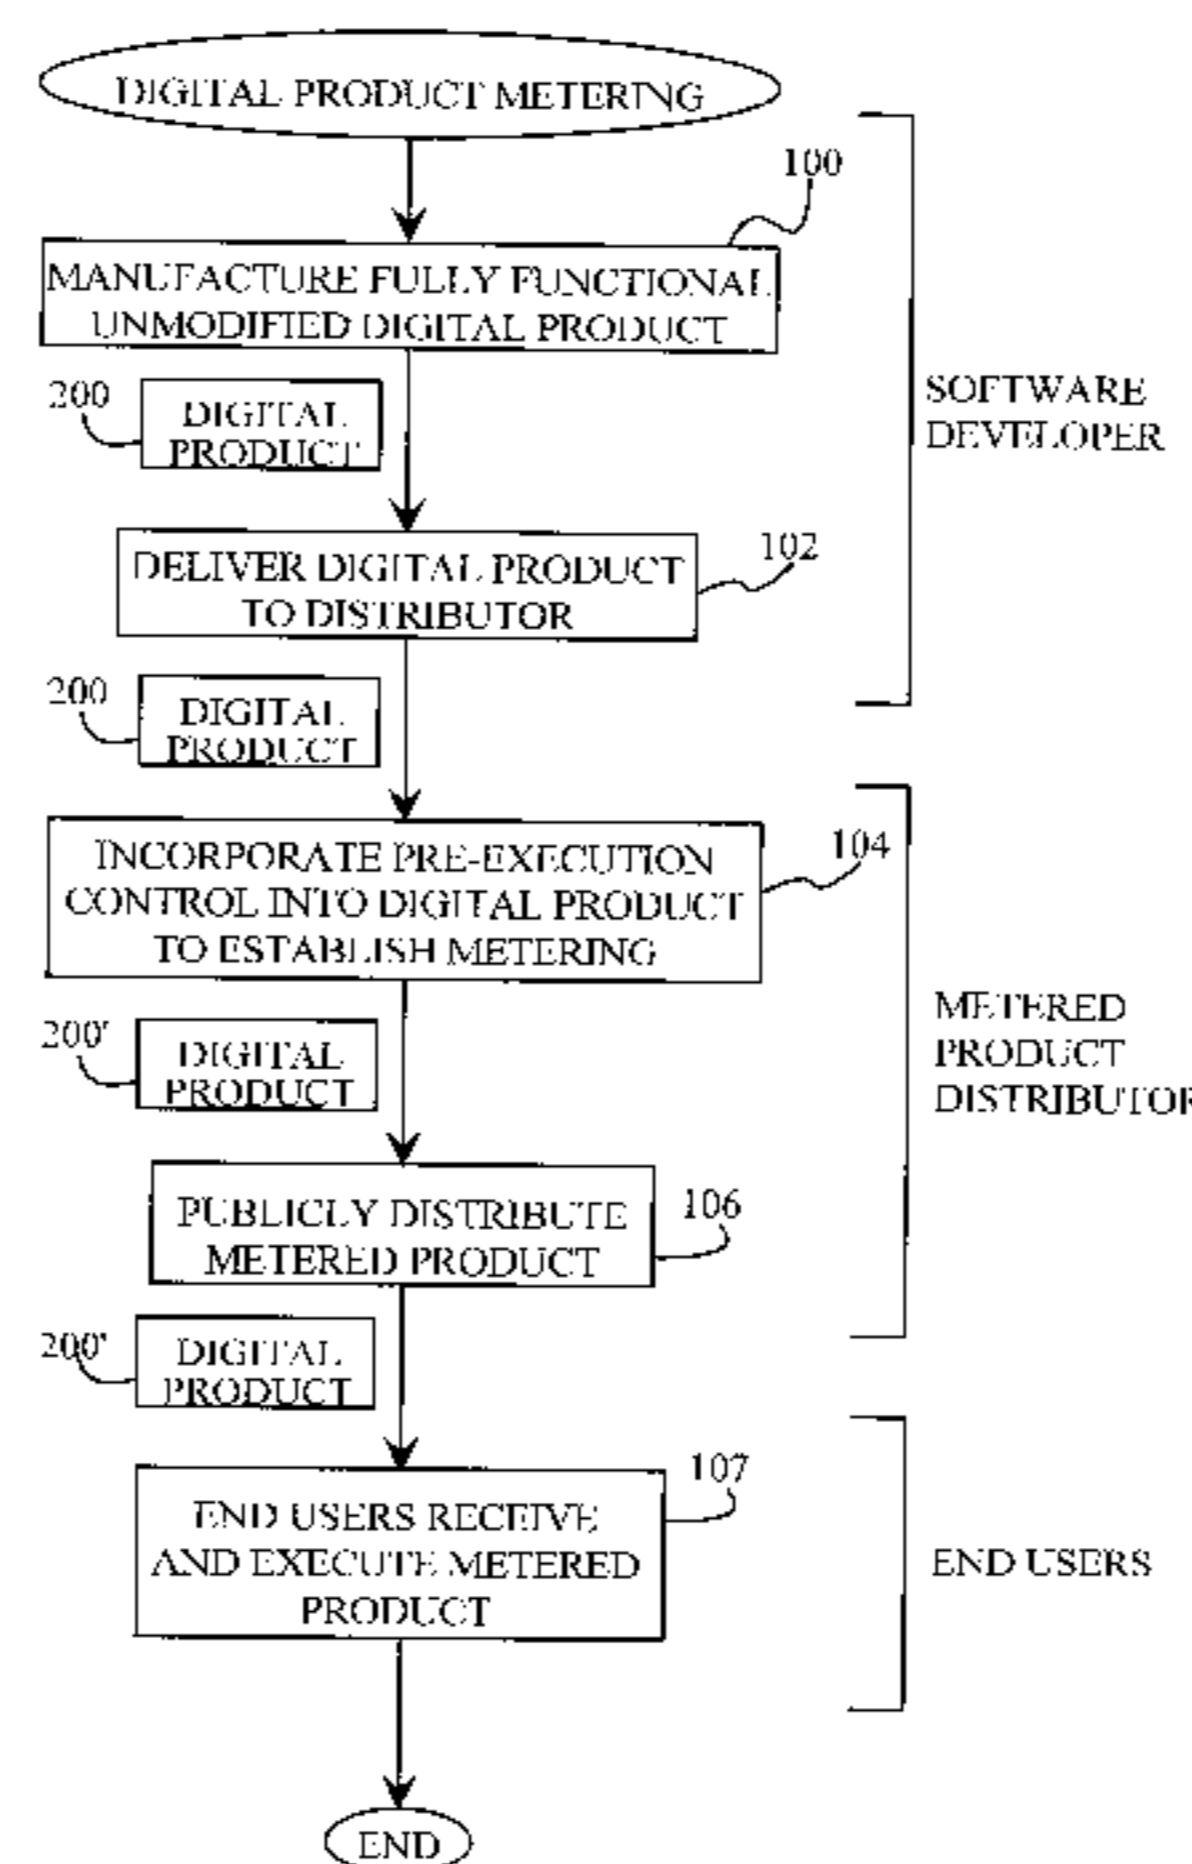 DIGITAL PRODUCT METERING
100
MANUFACTURE FULLY FUNCTIONAL
UNMODIFIED DIGITAL PRODUCT
200
DIGITAL
PRODUCT
SOFTWARE
DEVELOPER
DELIVER DIGITAL PRODUCT
TO DISTRIBUTOR
102
200
DIGITAL
PRODUCT
INCORPORATE PRE-EXECUTION
CONTROL INTO DIGITAL PRODUCT
TO ESTABLISH METERING
104
200'
DIGITAL
PRODUCT
METERED
PRODUCT
DISTRIBUTOR
PUBLICLY DISTRIBUTE
METERED PRODUCT
106
200'
DIGITAL
PRODUCT
107
END USERS RECEIVE
AND EXECUTE METERED
PRODUCT
END USERS
END